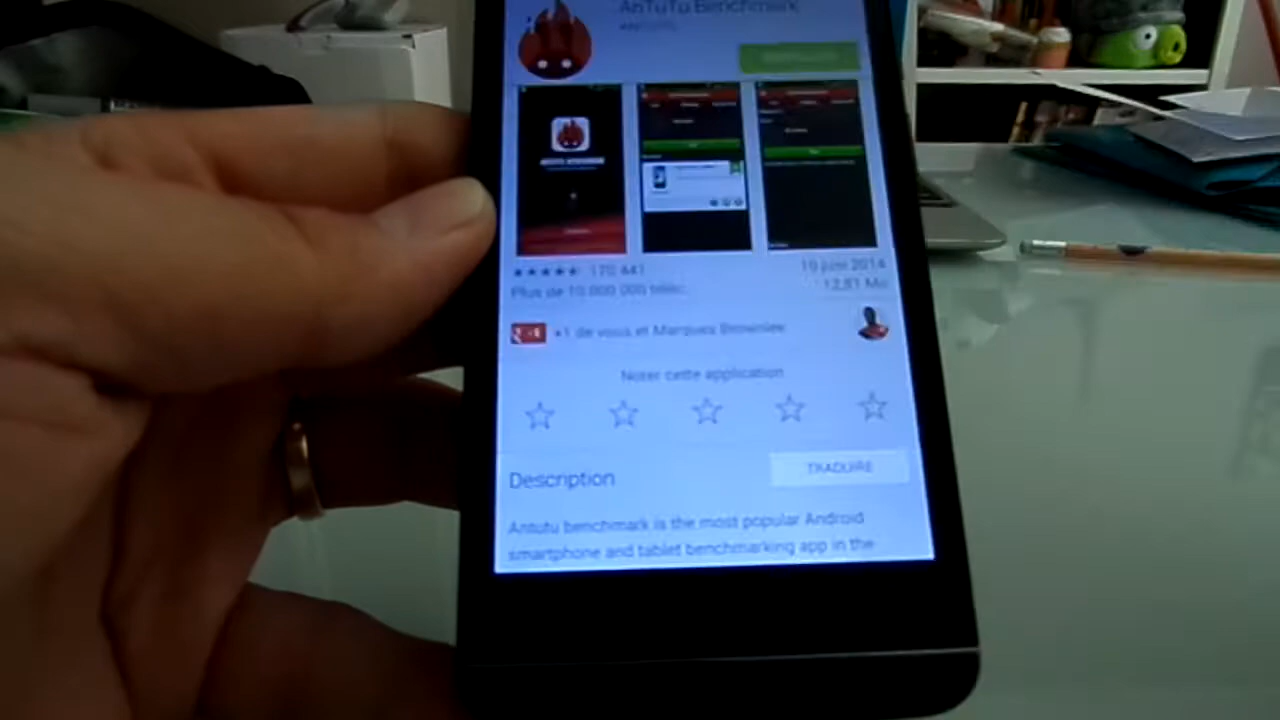 AnTuTu Benchmark
170 441
10 juin 2014
Plus de 10 000 000 téléc.
12,81 Mo
+1 de vous et Marques Brownlee
Noter cette application
Description
TRADUIRE
Antutu benchmark is the most popular Android
smartphone and tablet benchmarking app in the